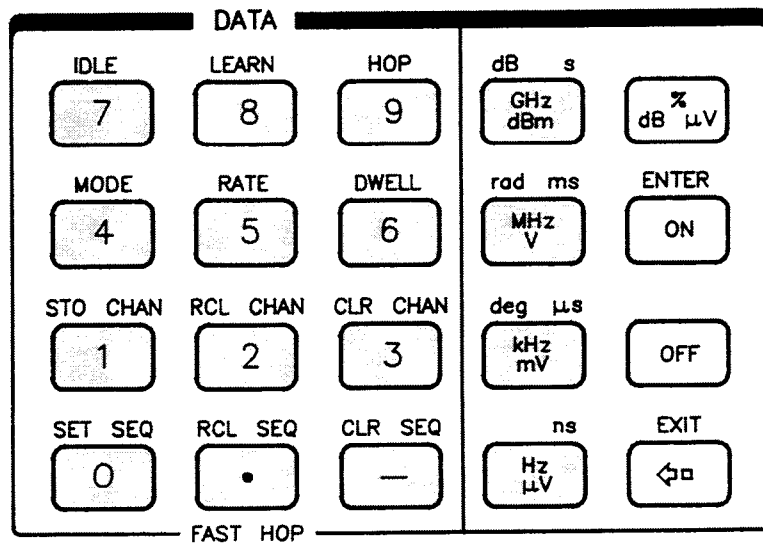 DATA
IDLE LEARN HOP dB s
7 8 9 GHz dBm % dB μV
MODE RATE DWELL rad ms ENTER
4 5 6 MHz V ON
STO CHAN RCL CHAN CLR CHAN deg μs
1 2 3 kHz mV OFF
SET SEQ RCL SEQ CLR SEQ ns EXIT
0 • — Hz μV
FAST HOP